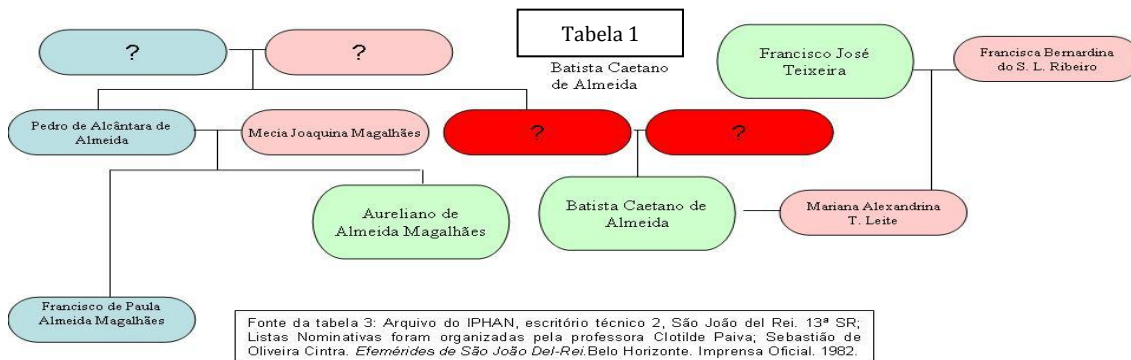 Tabela 1
?
?
Batista Caetano
de Almeida
Francisco José
Teixeira
Francisca Bernardina
do S. L. Ribeiro
Pedro de Alcântara de
Almeida
Mecia Joaquina Magalhães
?
?
Aureliano de
Almeida Magalhães
Batista Caetano de
Almeida
Mariana Alexandrina
T. Leite
Francisco de Paula
Almeida Magalhães
Fonte da tabela 3: Arquivo do IPHAN, escritório técnico 2, São João del Rei. 13ª SR;
Listas Nominativas foram organizadas pela professora Clotilde Paiva; Sebastião de
Oliveira Cintra. Efemérides de São João Del-Rei.Belo Horizonte. Imprensa Oficial. 1982.